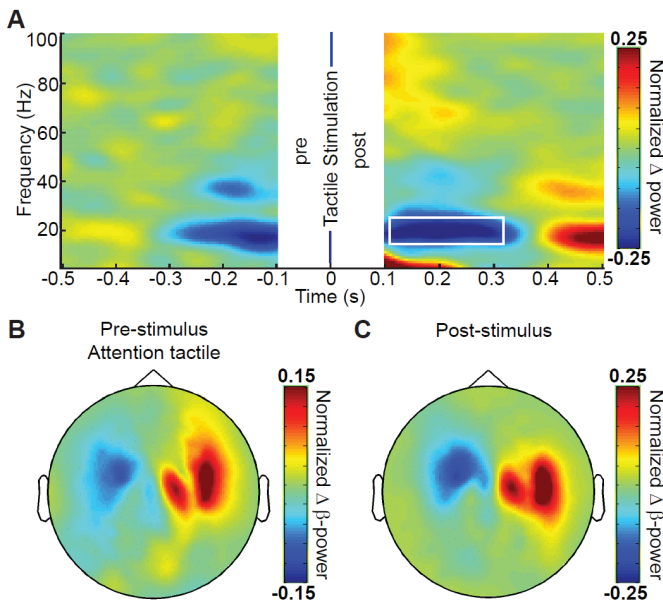 A
100
80
60
40
20
Frequency (Hz)
-0.5
-0.4
-0.3
-0.2
-0.1
0
0.1
0.2
0.3
0.4
0.5
Time (s)
pre
Tactile Stimulation
post
0.25
Normalized Δ power
-0.25
B
Pre-stimulus
Attention tactile
0.15
Normalized Δ β-power
-0.15
C
Post-stimulus
0.25
Normalized Δ β-power
-0.25